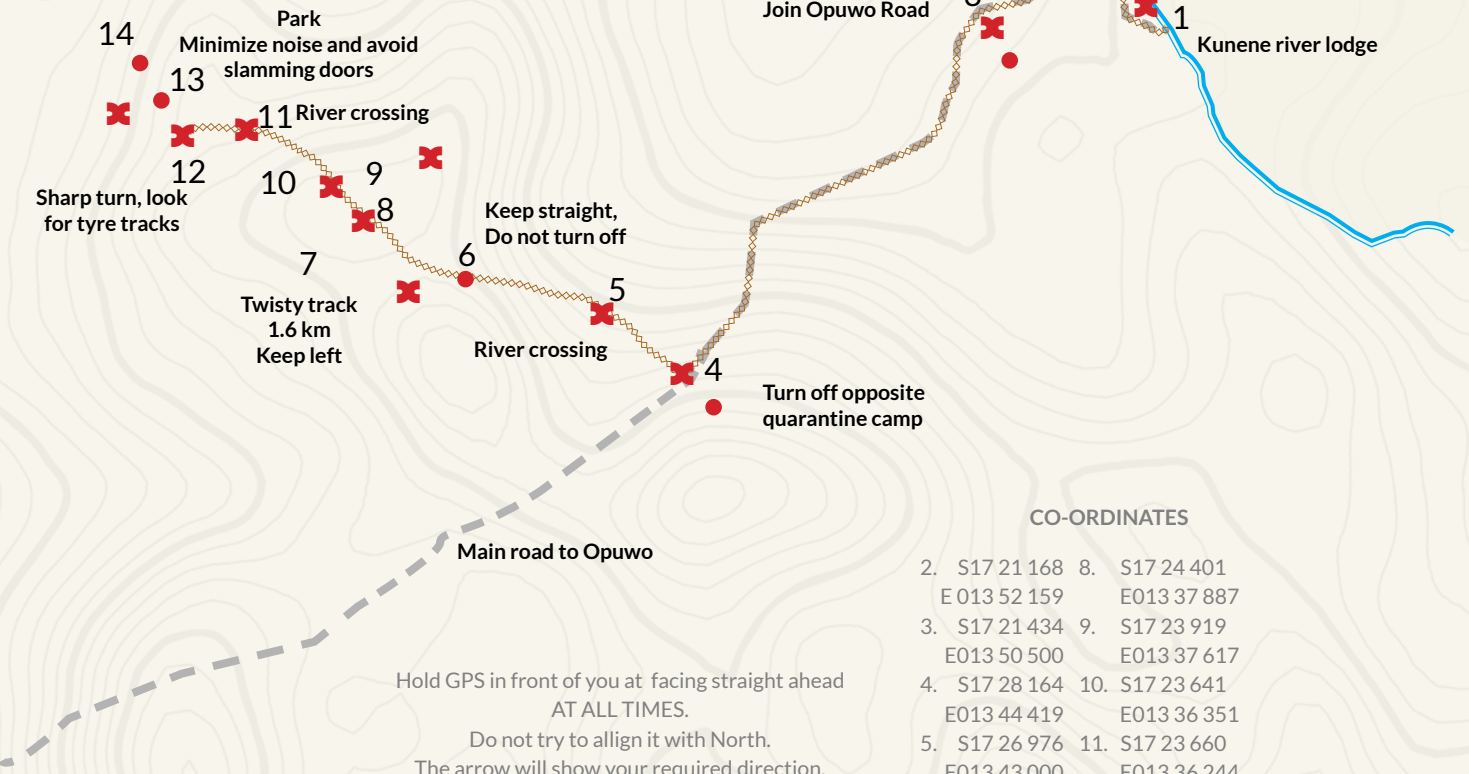 Park
14
Minimize noise and avoid
slamming doors
13
11
River crossing
12
Sharp turn, look
for tyre tracks
10
9
8
7
Twisty track
1.6 km
Keep left
6
Keep straight,
Do not turn off
5
River crossing
4
Turn off opposite
quarantine camp
Join Opuwo Road
1
Kunene river lodge
Main road to Opuwo
Hold GPS in front of you at facing straight ahead
AT ALL TIMES.
Do not try to allign it with North.
The arrow will show your required direction.
CO-ORDINATES
2. S17 21 168 8. S17 24 401
E 013 52 159 E013 37 887
3. S17 21 434 9. S17 23 919
E013 50 500 E013 37 617
4. S17 28 164 10. S17 23 641
E013 44 419 E013 36 351
5. S17 26 976 11. S17 23 660
E013 43 000 E013 36 244